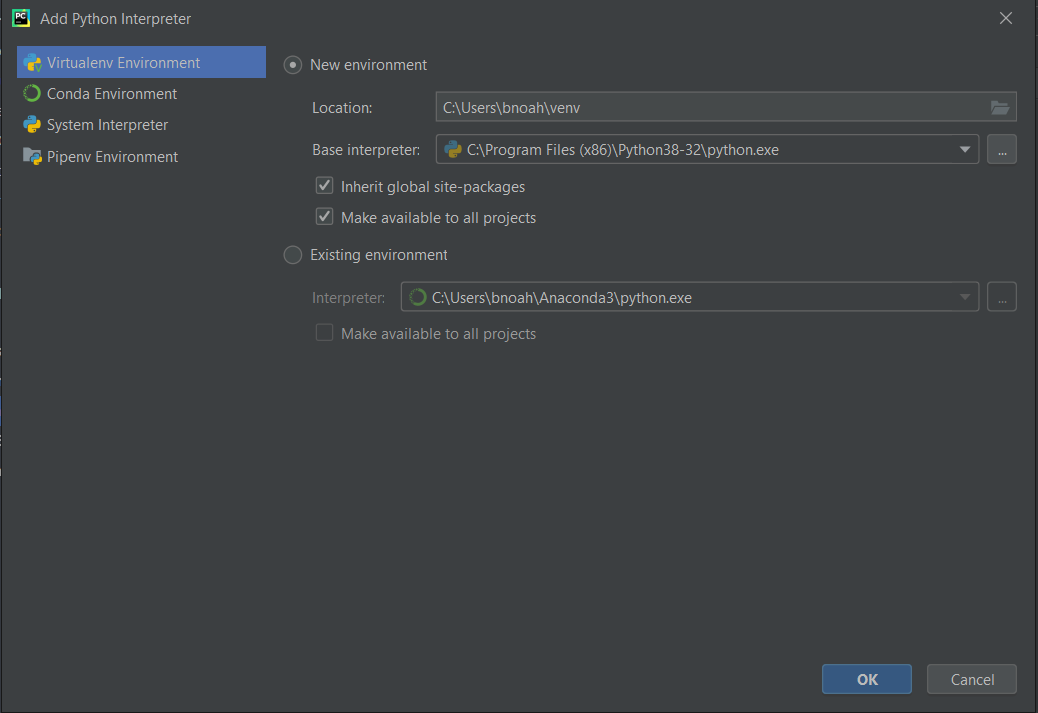 PC Add Python Interpreter
Virtualenv Environment
Conda Environment
System Interpreter
Pipenv Environment
New environment
Location: C:\Users\bnoah\venv
Base interpreter: C:\Program Files (x86)\Python38-32\python.exe ...
Inherit global site-packages
Make available to all projects
Existing environment
Interpreter: C:\Users\bnoah\Anaconda3\python.exe ...
Make available to all projects
OK Cancel